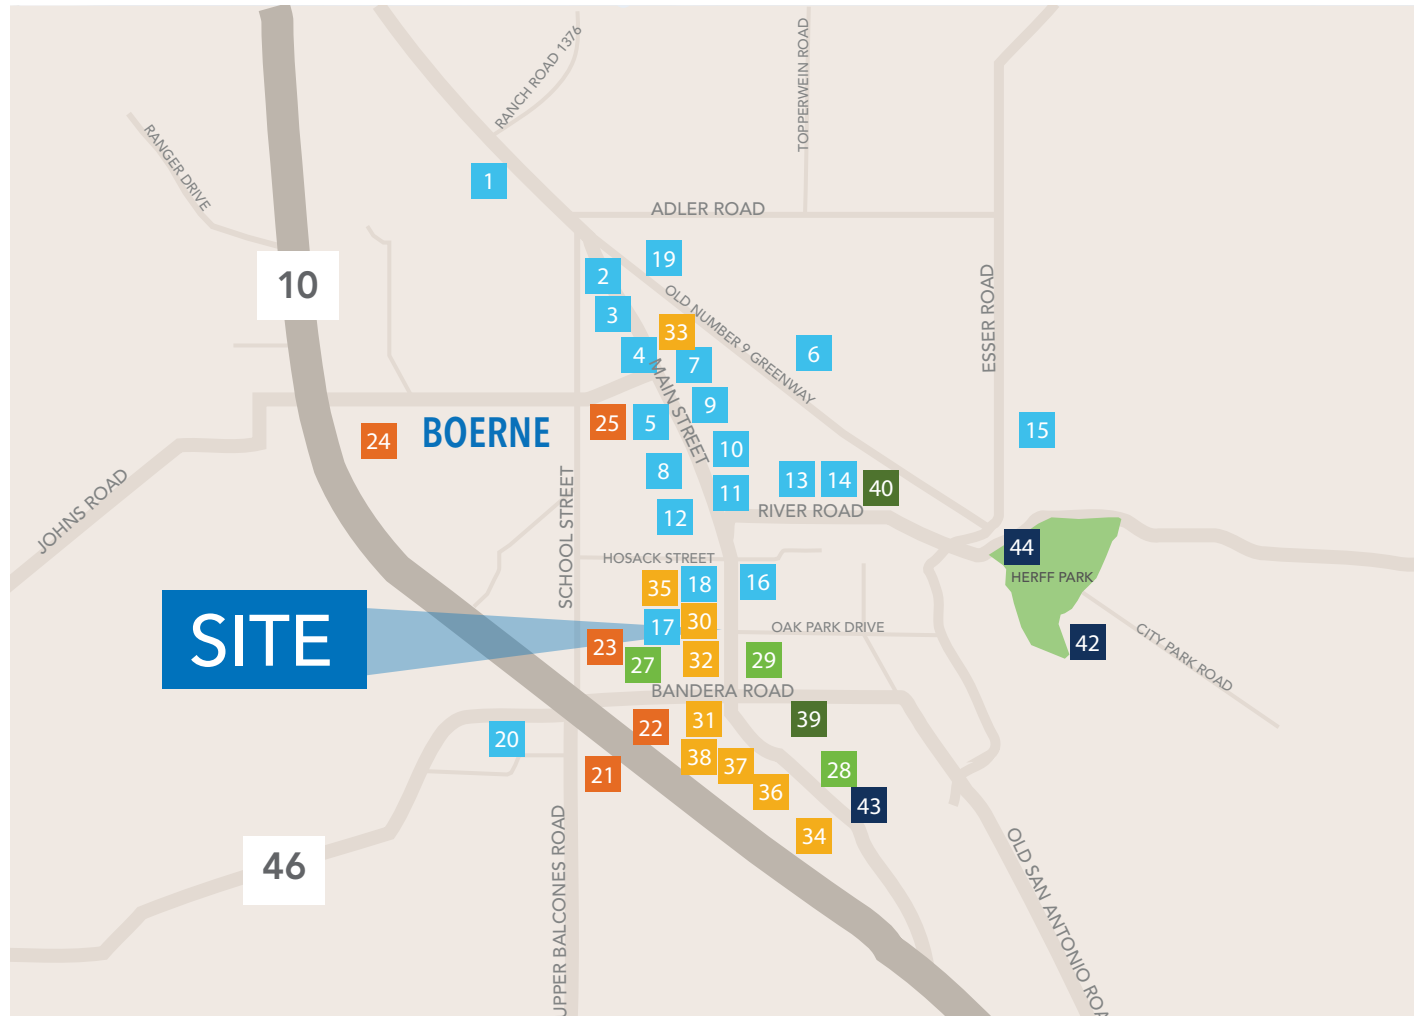 RANCH ROAD 1376
TOPPERWEIN ROAD
RANGER DRIVE
1
ADLER ROAD
19
2
10
OLD NUMBER 9 GREENWAY
3
33
ESSER ROAD
4
7
6
MAIN STREET
9
25
5
BOERNE
24
15
10
8
13
14
40
11
JOHNS ROAD
12
RIVER ROAD
SCHOOL STREET
44
HOSACK STREET
HERFF PARK
35
18
16
SITE
17
30
OAK PARK DRIVE
23
42
CITY PARK ROAD
27
32
29
BANDERA ROAD
31
39
22
20
38
37
28
21
36
43
34
46
UPPER BALCONES ROAD
OLD SAN ANTONIO ROA